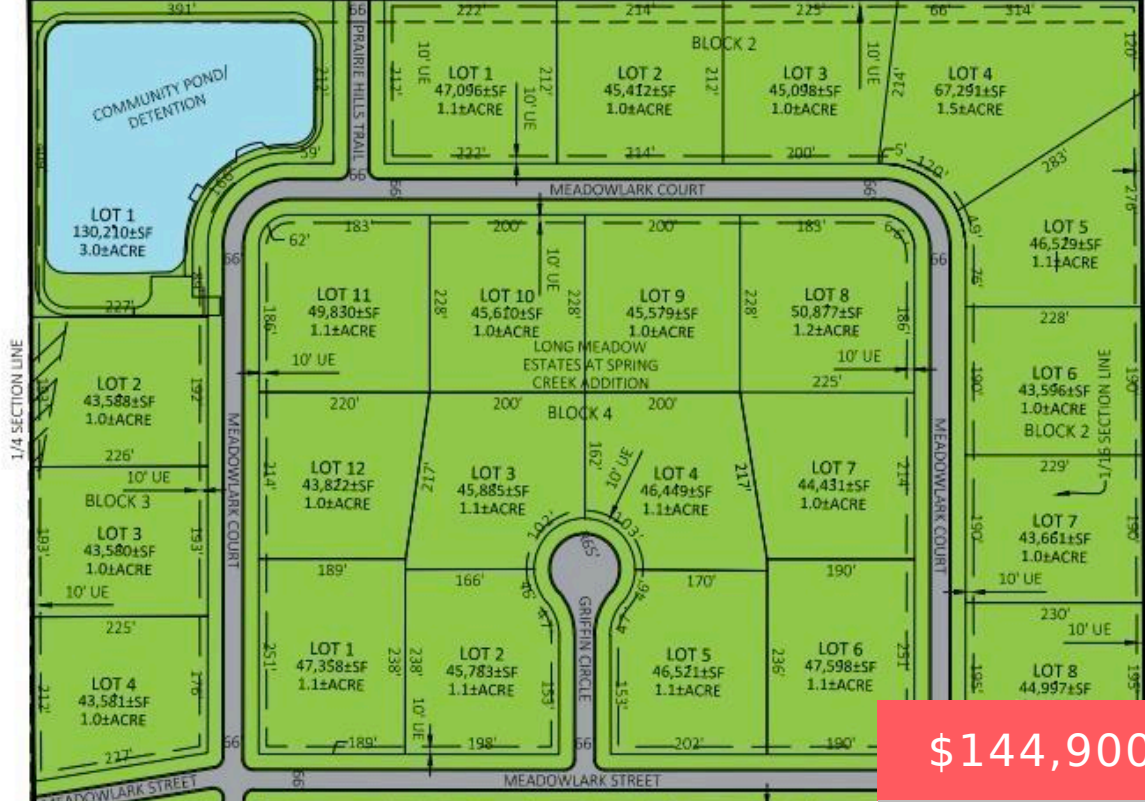 391'
66'
222'
214'
225'
66'
314'
BLOCK 2
COMMUNITY POND/
DETENTION
212'
PRAIRIE HILLS TRAIL
212'
10' UE
LOT 1
47,096±SF
1.1±ACRE
212'
10' UE
LOT 2
45,412±SF
1.0±ACRE
212'
LOT 3
45,098±SF
1.0±ACRE
10' UE
242'
LOT 4
67,291±SF
1.5±ACRE
120'
59'
222'
214'
200'
5'
120'
283'
166'
66'
66'
MEADOWLARK COURT
66'
276'
LOT 1
130,210±SF
3.0±ACRE
227'
66'
62'
183'
200'
200'
66'
49'
76'
LOT 5
46,529±SF
1.1±ACRE
186'
LOT 11
49,830±SF
1.1±ACRE
228'
LOT 10
45,610±SF
1.0±ACRE
10' UE
228'
LOT 9
45,579±SF
1.0±ACRE
228'
LOT 8
50,877±SF
1.2±ACRE
186'
66'
228'
10' UE
LONG MEADOW
ESTATES AT SPRING
CREEK ADDITION
10' UE
225'
1/4 SECTION LINE
193'
LOT 2
43,588±SF
1.0±ACRE
192'
226'
220'
200'
BLOCK 4
200'
190'
LOT 6
43,596±SF
1.0±ACRE
BLOCK 2
1/16 SECTION LINE
190'
10' UE
BLOCK 3
MEADOWLARK COURT
214'
LOT 12
43,822±SF
1.0±ACRE
217'
LOT 3
45,885±SF
1.1±ACRE
162'
10' UE
LOT 4
46,449±SF
1.1±ACRE
217'
LOT 7
44,431±SF
1.0±ACRE
214'
MEADOWLARK COURT
229'
193'
LOT 3
43,580±SF
1.0±ACRE
193'
102'
103'
65'
190'
LOT 7
43,661±SF
1.0±ACRE
190'
10' UE
189'
166'
46'
46'
170'
190'
10' UE
225'
47'
47'
GRIFFIN CIRCLE
230'
10' UE
212'
LOT 4
43,581±SF
1.0±ACRE
176'
251'
LOT 1
47,358±SF
1.1±ACRE
238'
238'
LOT 2
45,783±SF
1.1±ACRE
153'
153'
LOT 5
46,521±SF
1.1±ACRE
236'
LOT 6
47,598±SF
1.1±ACRE
251'
195'
LOT 8
44,997±SF
195'
227'
66'
189'
10' UE
198'
66'
202'
190'
$144,900
MEADOWLARK STREET
66'
MEADOWLARK STREET